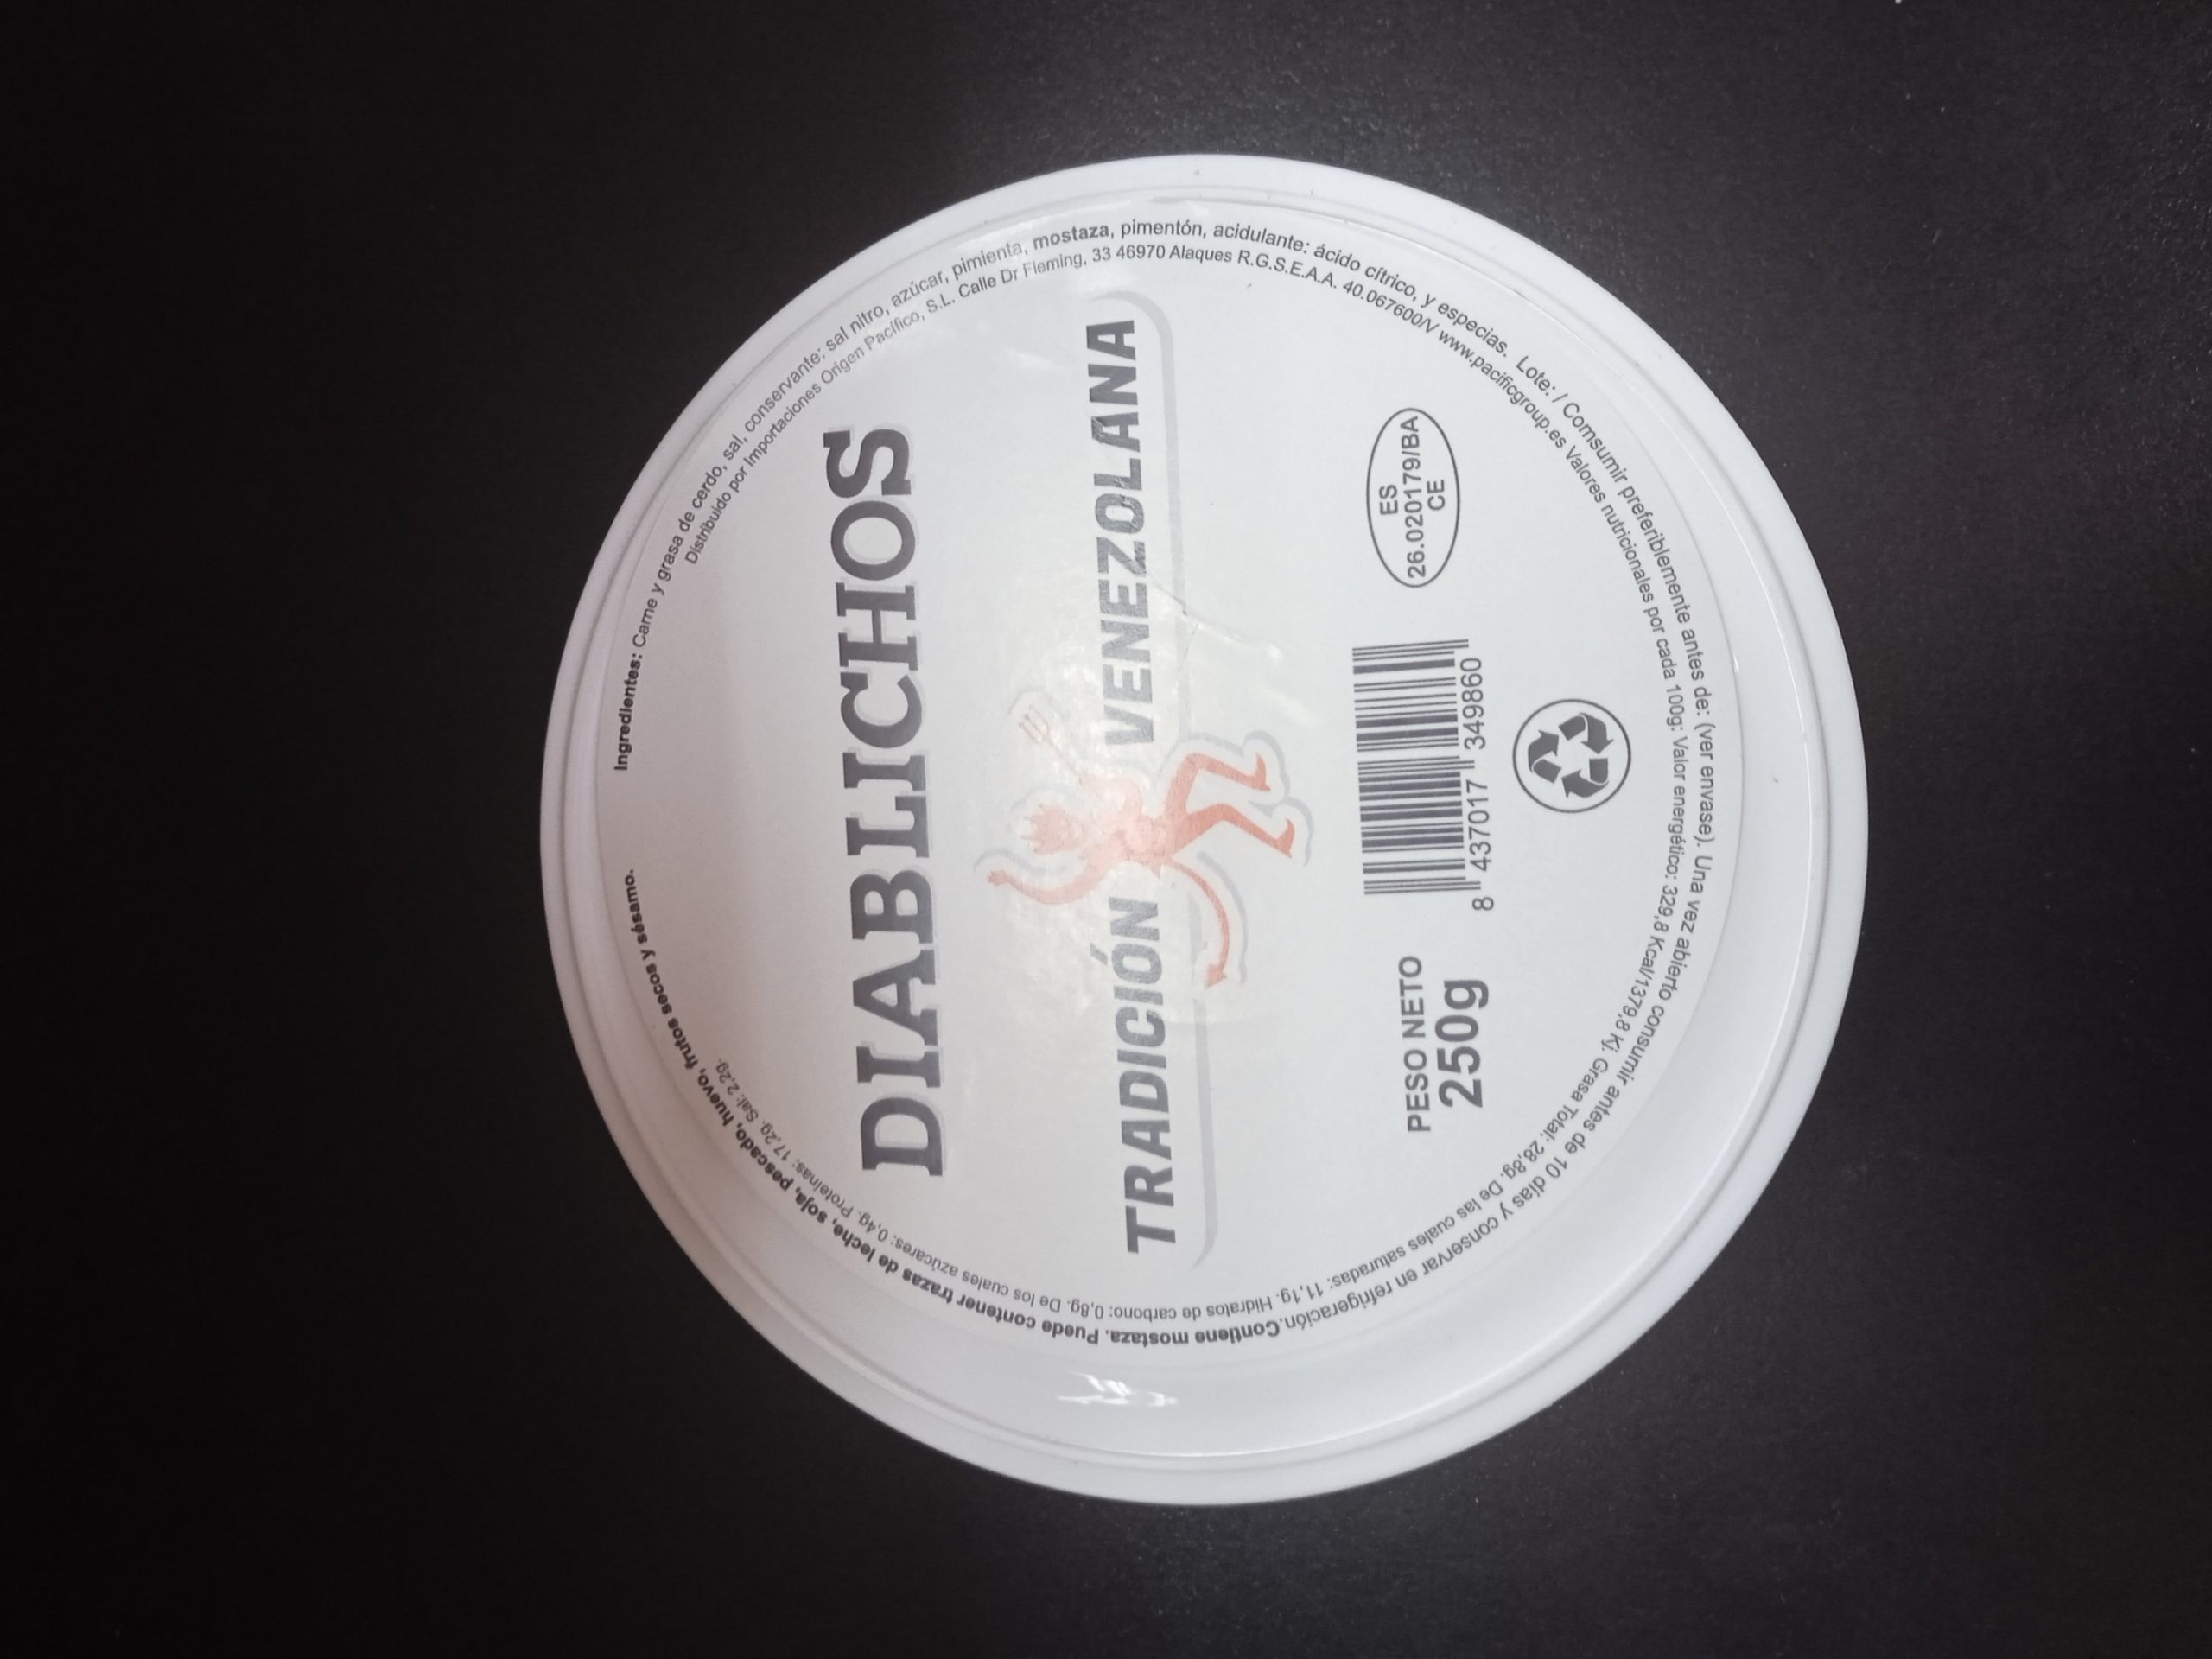 Ingredientes: Carne y grasa de cerdo, sal, conservante: sal nitro, azúcar, pimienta, mostaza, pimentón, acidulante: ácido cítrico, y especias. Lote: / Comsumir preferiblemente antes de: (ver envase). Una vez abierto consumir antes de 10 días y conservar en refrigeración. Contiene mostaza. Puede contener trazas de leche, soja, pescado, huevo, frutos secos y sésamo.
Distribuido por Importaciones Origen Pacífico, S.L. Calle Dr Fleming, 33 46970 Alaques R.G.S.E.A.A. 40.067600/V www.pacificgroup.es Valores nutricionales por cada 100g: Valor energético: 329,8 Kcal/1379,8 Kj. Grasa Total: 28,8g. De las cuales saturadas: 11,1g. Hidratos de carbono: 0,8g. De los cuales azúcares: 0,4g. Proteínas: 17,2g. Sal: 2,2g.
DIABLICHOS
TRADICIÓN VENEZOLANA
PESO NETO
250g
8 437017 349860
ES
26.020179/BA
CE